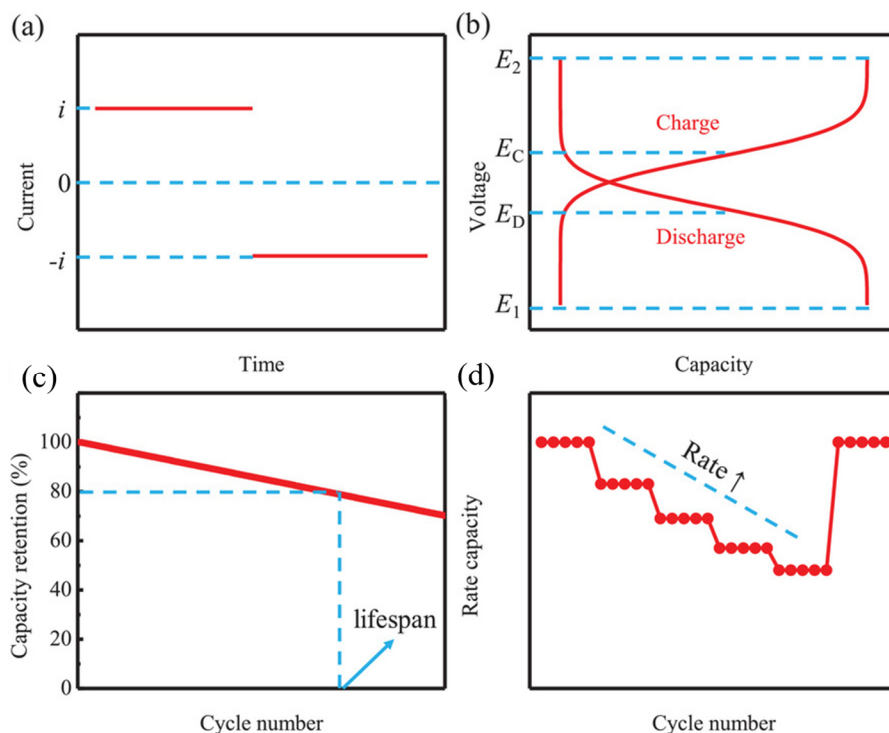 (a)
i
0
-i
Current
Time
(b)
E2
EC
ED
E1
Voltage
Charge
Discharge
Capacity
(c)
100
80
60
40
20
0
Capacity retention (%)
lifespan
Cycle number
(d)
Rate ↑
Rate capacity
Cycle number